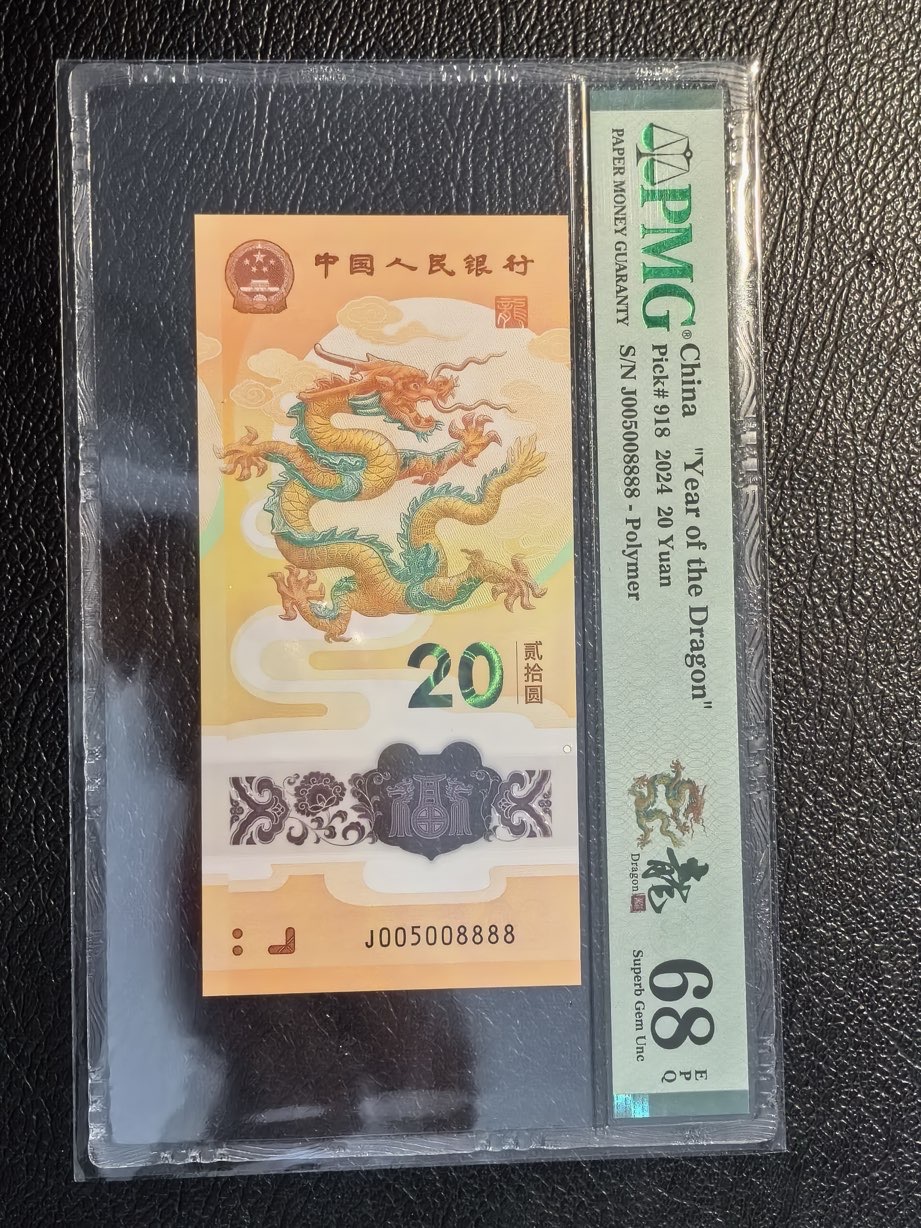 中国人民银行
龍
20
贰拾圆
J005008888
PMG®
PAPER MONEY GUARANTY
China "Year of the Dragon"
Pick# 918 2024 20 Yuan
S/N J005008888 - Polymer
龍
Dragon
68
EPQ
Superb Gem Unc